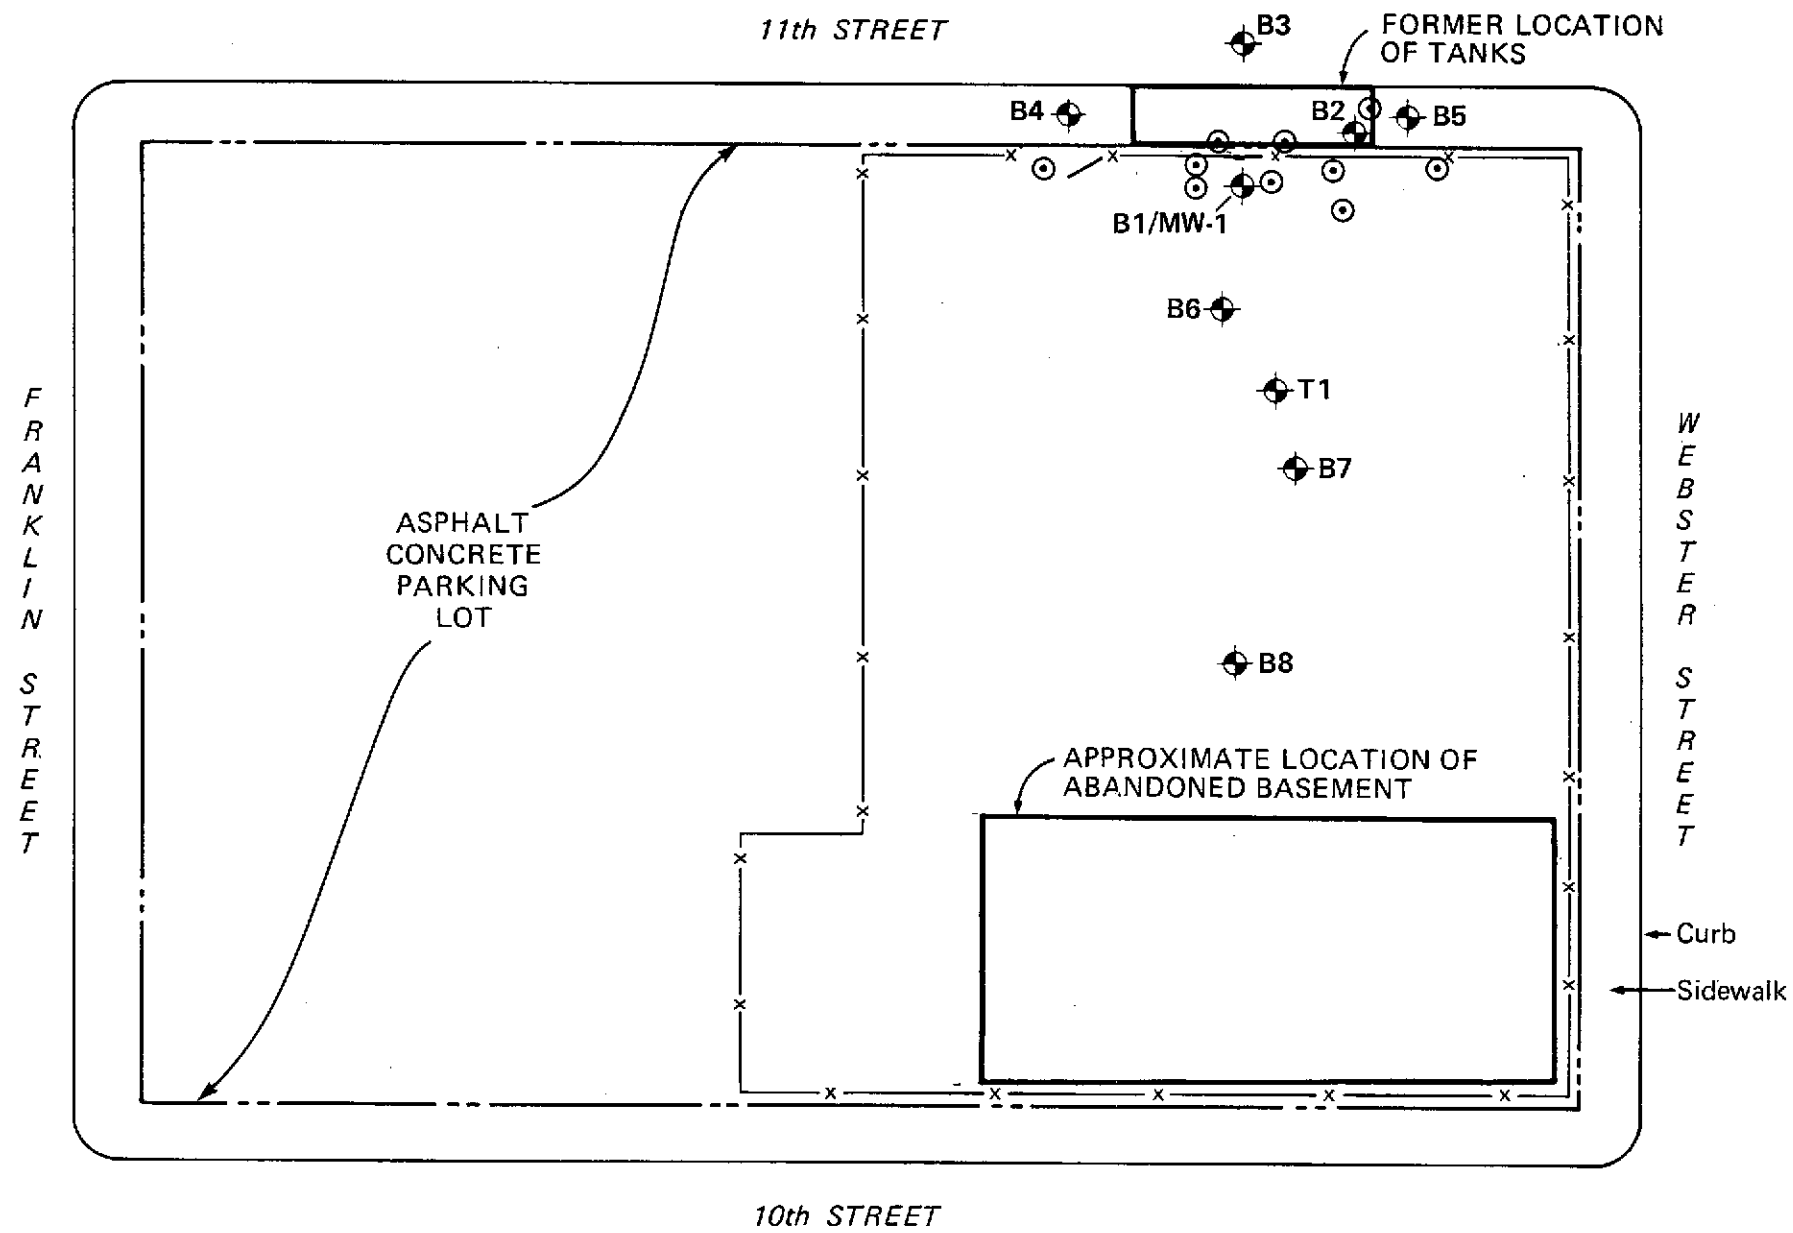 11th STREET
B3
FORMER LOCATION
OF TANKS
B4
B2
B5
B1/MW-1
B6
T1
B7
B8
FRANKLIN STREET
WEBSTER STREET
ASPHALT
CONCRETE
PARKING
LOT
APPROXIMATE LOCATION OF
ABANDONED BASEMENT
Curb
Sidewalk
10th STREET